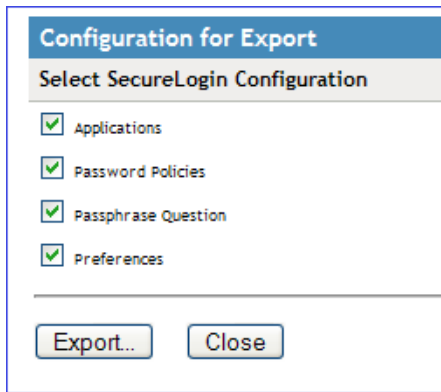 Configuration for Export
Select SecureLogin Configuration
Applications
Password Policies
Passphrase Question
Preferences
Export... Close